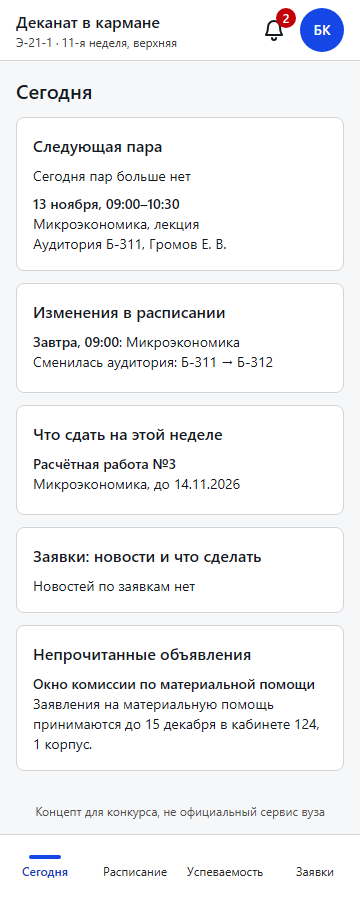 Деканат в кармане
Э-21-1 · 11-я неделя, верхняя
2
БК
Сегодня
Следующая пара
Сегодня пар больше нет
13 ноября, 09:00–10:30
Микроэкономика, лекция
Аудитория Б-311, Громов Е. В.
Изменения в расписании
Завтра, 09:00: Микроэкономика
Сменилась аудитория: Б-311 → Б-312
Что сдать на этой неделе
Расчётная работа №3
Микроэкономика, до 14.11.2026
Заявки: новости и что сделать
Новостей по заявкам нет
Непрочитанные объявления
Окно комиссии по материальной помощи
Заявления на материальную помощь
принимаются до 15 декабря в кабинете 124,
1 корпус.
Концепт для конкурса, не официальный сервис вуза
Сегодня Расписание Успеваемость Заявки